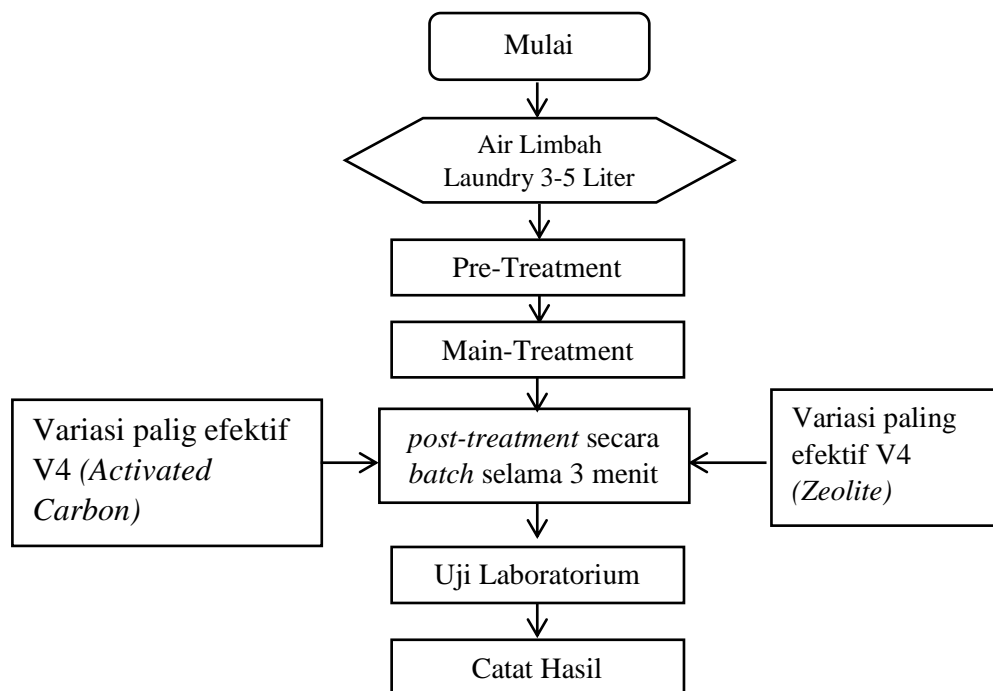 Mulai
Air Limbah
Laundry 3-5 Liter
Pre-Treatment
Main-Treatment
Variasi palig efektif
V4 (Activated
Carbon)
post-treatment secara
batch selama 3 menit
Variasi paling
efektif V4
(Zeolite)
Uji Laboratorium
Catat Hasil